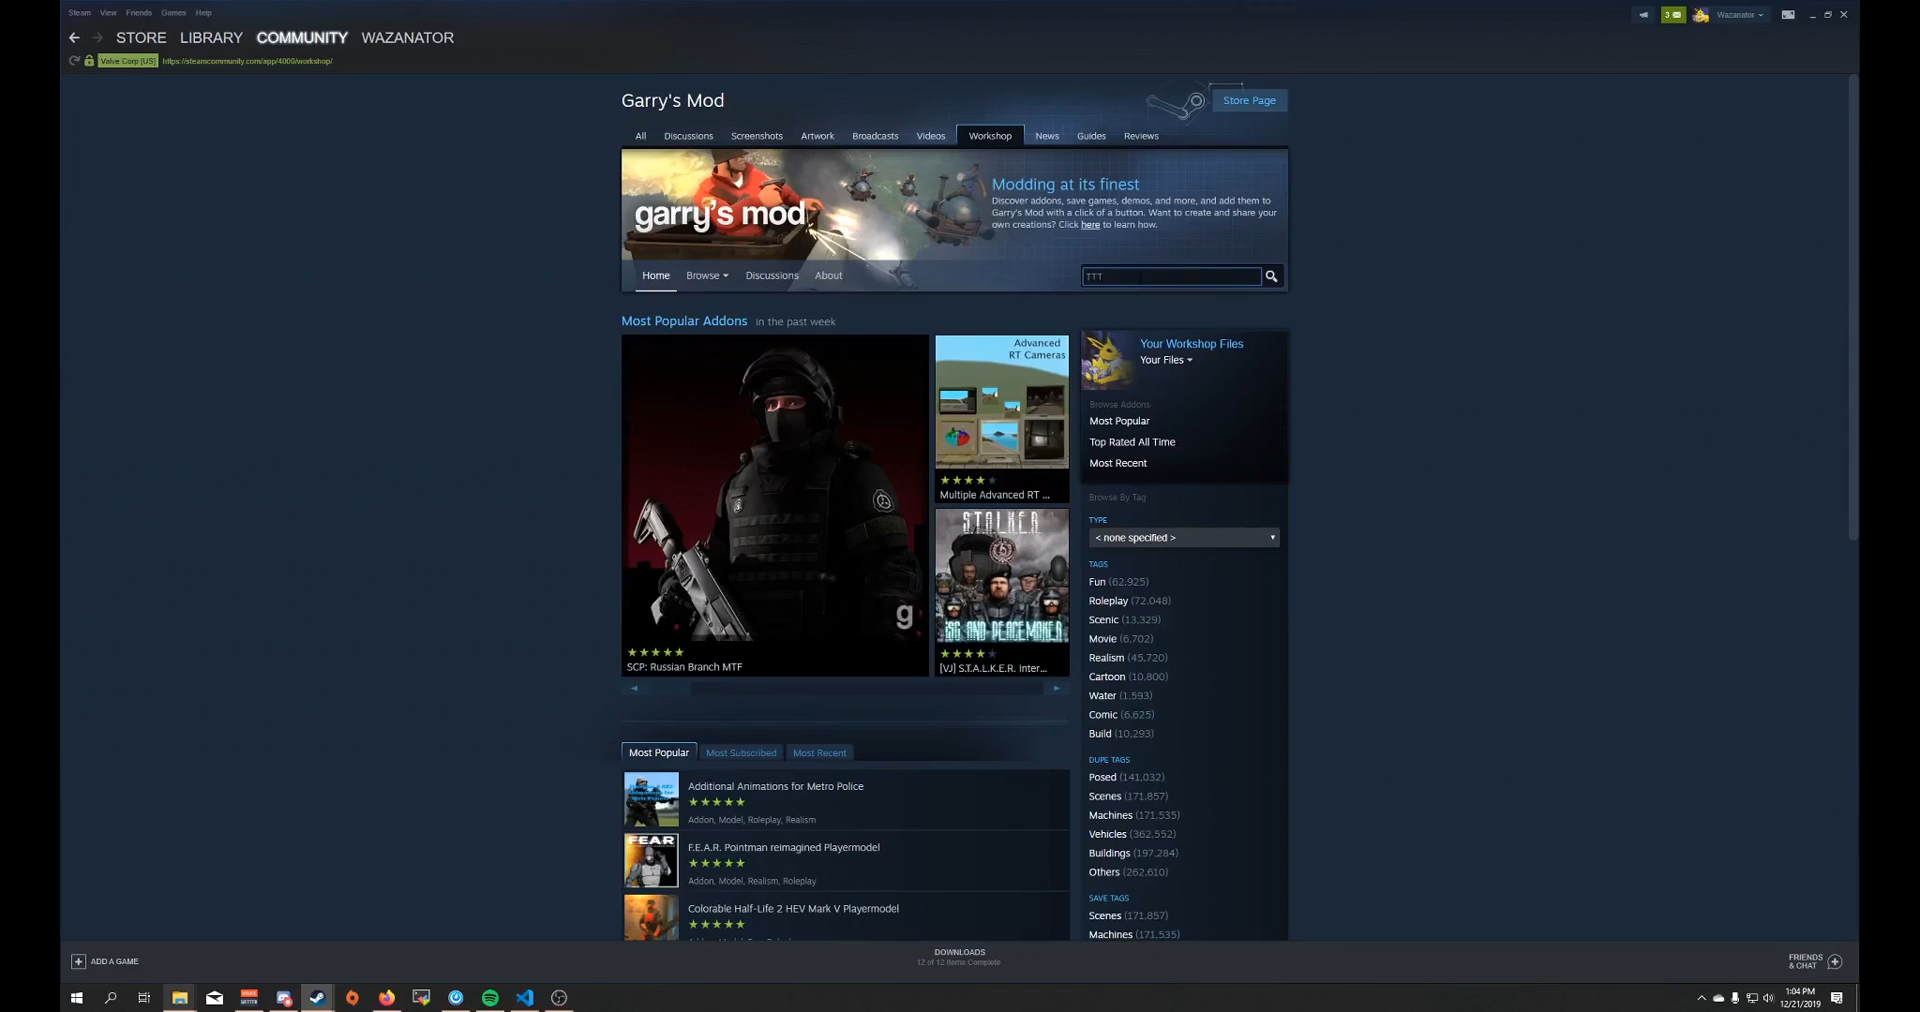 Steam View Friends Games Help
3 Wazanator
STORE LIBRARY COMMUNITY WAZANATOR
Valve Corp [US] https://steamcommunity.com/app/4000/workshop/
Garry's Mod
Store Page
All Discussions Screenshots Artwork Broadcasts Videos Workshop News Guides Reviews
garry's mod
Modding at its finest
Discover addons, save games, demos, and more, and add them to
Garry's Mod with a click of a button. Want to create and share your
own creations? Click here to learn how.
Home Browse Discussions About
TTT
Most Popular Addons in the past week
Advanced
RT Cameras
Multiple Advanced RT ...
g
SCP: Russian Branch MTF
S.T.A.L.K.E.R.
ISG AND PEACEMAKER
[VJ] S.T.A.L.K.E.R. Inter...
Your Workshop Files
Your Files
Browse Addons
Most Popular
Top Rated All Time
Most Recent
Browse By Tag
TYPE
< none specified >
TAGS
Fun (62,925)
Roleplay (72,048)
Scenic (13,329)
Movie (6,702)
Realism (45,720)
Cartoon (10,800)
Water (1,593)
Comic (6,625)
Build (10,293)
DUPE TAGS
Posed (141,032)
Scenes (171,857)
Machines (171,535)
Vehicles (362,552)
Buildings (197,284)
Others (262,610)
SAVE TAGS
Scenes (171,857)
Machines (171,535)
Most Popular Most Subscribed Most Recent
Additional Animations for Metro Police
Addon, Model, Roleplay, Realism
FEAR
F.E.A.R. Pointman reimagined Playermodel
Addon, Model, Realism, Roleplay
Colorable Half-Life 2 HEV Mark V Playermodel
ADD A GAME
DOWNLOADS
12 of 12 Items Complete
FRIENDS
& CHAT
1:04 PM
12/21/2019